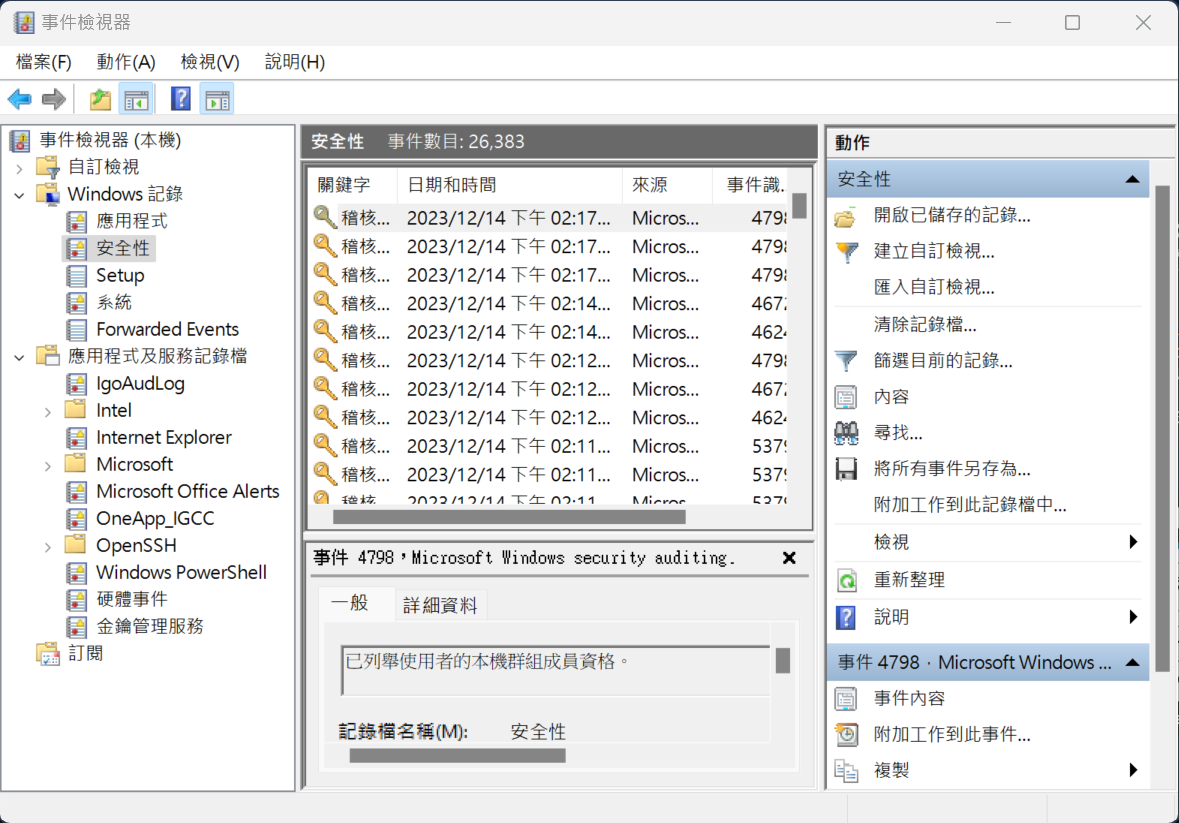 事件檢視器
檔案(F) 動作(A) 檢視(V) 說明(H)
事件檢視器 (本機)
自訂檢視
Windows 記錄
應用程式
安全性
Setup
系統
Forwarded Events
應用程式及服務記錄檔
IgoAudLog
Intel
Internet Explorer
Microsoft
Microsoft Office Alerts
OneApp_IGCC
OpenSSH
Windows PowerShell
硬體事件
金鑰管理服務
訂閱
安全性 事件數目: 26,383
關鍵字 日期和時間 來源 事件識...
稽核... 2023/12/14 下午 02:17... Micros... 4798
稽核... 2023/12/14 下午 02:17... Micros... 4798
稽核... 2023/12/14 下午 02:17... Micros... 4798
稽核... 2023/12/14 下午 02:14... Micros... 4672
稽核... 2023/12/14 下午 02:14... Micros... 4624
稽核... 2023/12/14 下午 02:12... Micros... 4798
稽核... 2023/12/14 下午 02:12... Micros... 4672
稽核... 2023/12/14 下午 02:12... Micros... 4624
稽核... 2023/12/14 下午 02:11... Micros... 5379
稽核... 2023/12/14 下午 02:11... Micros... 5379
稽核... 2023/12/14 下午 02:11... Micros... 5379
事件 4798，Microsoft Windows security auditing.
一般 詳細資料
已列舉使用者的本機群組成員資格。
記錄檔名稱(M): 安全性
動作
安全性
開啟已儲存的記錄...
建立自訂檢視...
匯入自訂檢視...
清除記錄檔...
篩選目前的記錄...
內容
尋找...
將所有事件另存為...
附加工作到此記錄檔中...
檢視
重新整理
說明
事件 4798，Microsoft Windows ...
事件內容
附加工作到此事件...
複製